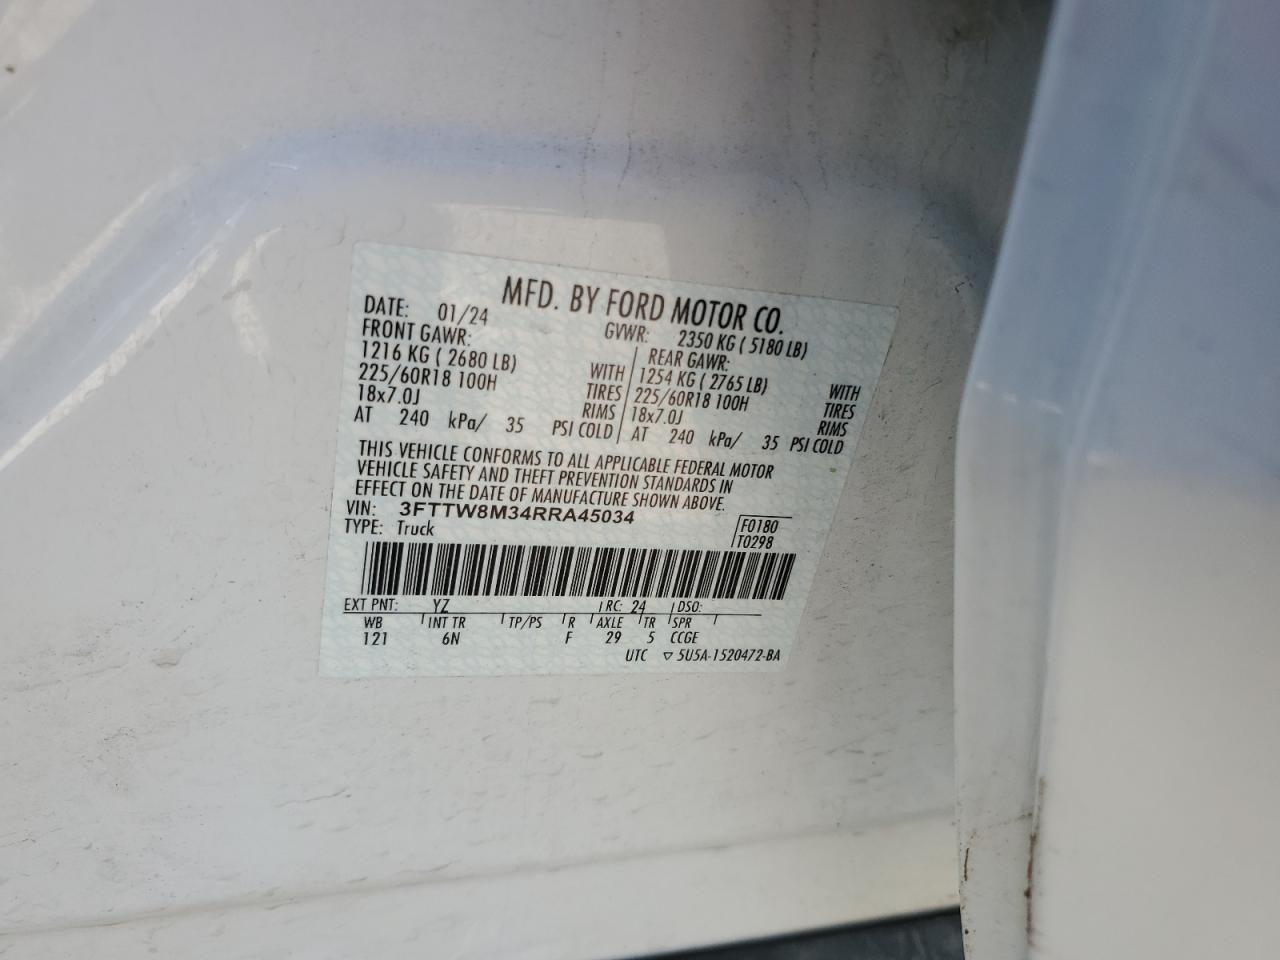 MFD. BY FORD MOTOR CO.
DATE: 01/24 GVWR: 2350 KG ( 5180 LB)
FRONT GAWR: REAR GAWR:
1216 KG ( 2680 LB) WITH 1254 KG ( 2765 LB) WITH
225/60R18 100H TIRES 225/60R18 100H TIRES
18x7.0J RIMS 18x7.0J RIMS
AT 240 kPa/ 35 PSI COLD AT 240 kPa/ 35 PSI COLD
THIS VEHICLE CONFORMS TO ALL APPLICABLE FEDERAL MOTOR
VEHICLE SAFETY AND THEFT PREVENTION STANDARDS IN
EFFECT ON THE DATE OF MANUFACTURE SHOWN ABOVE.
VIN: 3FTTW8M34RRA45034 F0180
TYPE: Truck T0298
EXT PNT: YZ RC: 24 DSO:
WB INT TR TP/PS R AXLE TR SPR
121 6N F 29 5 CCGE
UTC ▽ 5U5A-1520472-BA